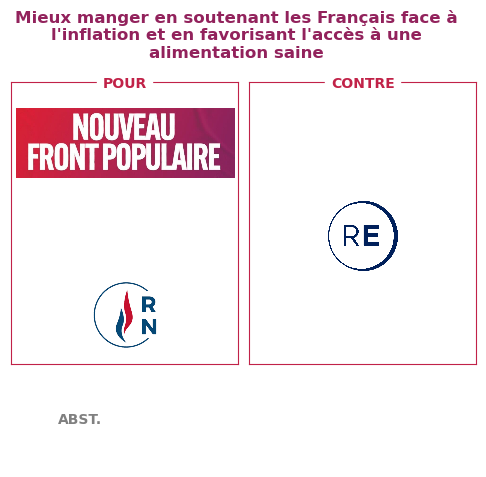 Mieux manger en soutenant les Français face à
l'inflation et en favorisant l'accès à une
alimentation saine
POUR
CONTRE
NOUVEAU
FRONT POPULAIRE
RE
R
N
ABST.